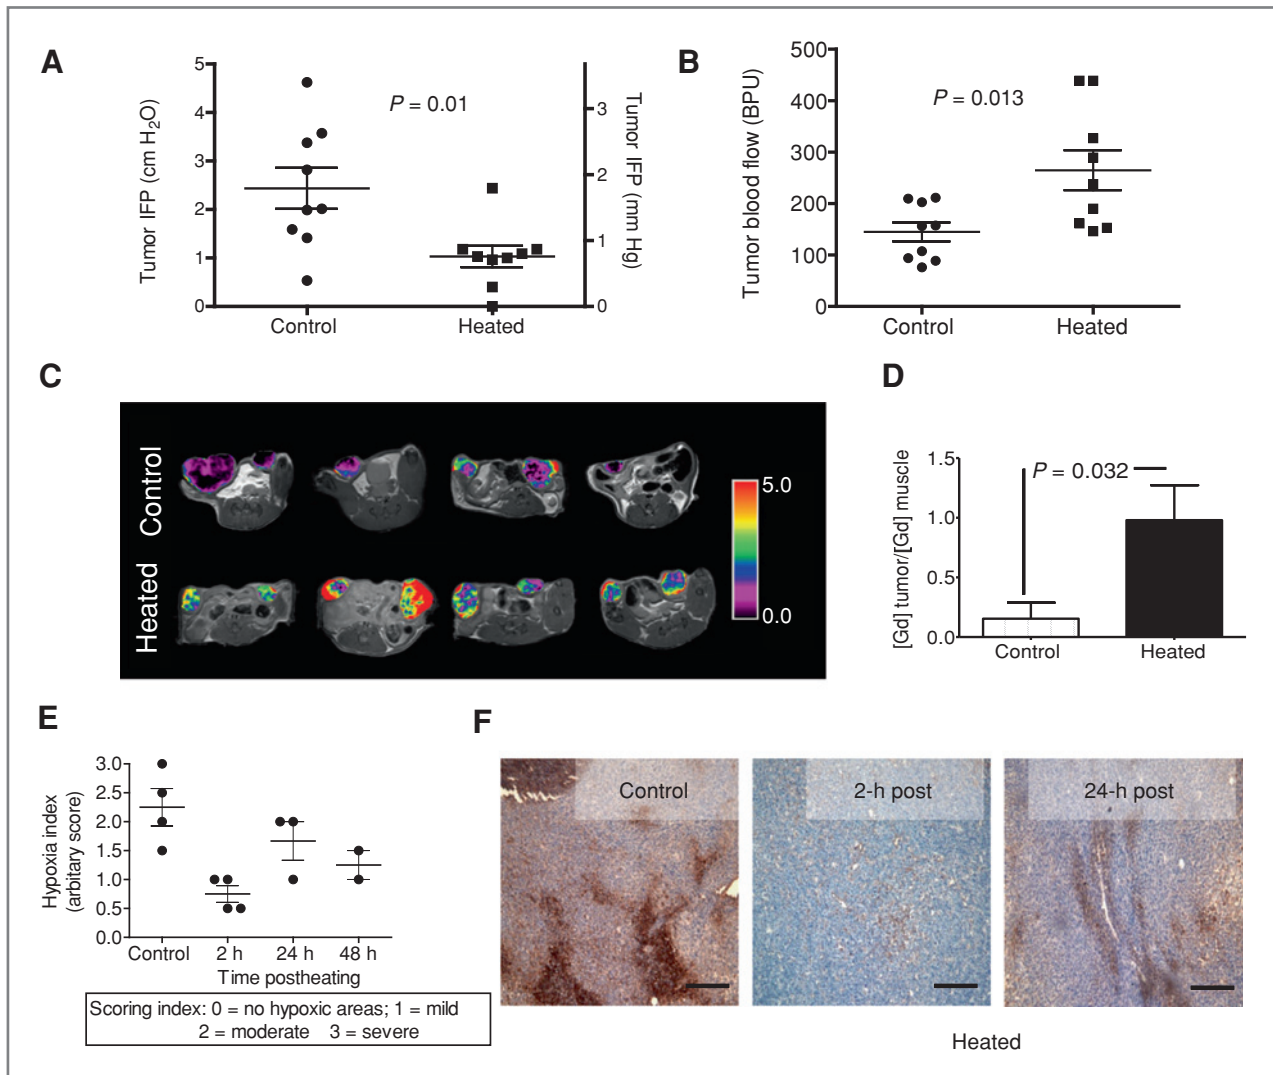 A
5
4
3
2
1
0
Tumor IFP (cm H₂O)
P = 0.01
3
2
1
0
Tumor IFP (mm Hg)
Control
Heated
B
500
400
300
200
100
0
Tumor blood flow (BPU)
P = 0.013
Control
Heated
C
Control
Heated
5.0
0.0
D
1.5
1.0
0.5
0.0
[Gd] tumor/[Gd] muscle
P = 0.032
Control
Heated
E
3.0
2.5
2.0
1.5
1.0
0.5
0.0
Hypoxia index
(arbitary score)
Control 2 h 24 h 48 h
Time postheating
Scoring index: 0 = no hypoxic areas; 1 = mild
2 = moderate 3 = severe
F
Control
2-h post
24-h post
Heated